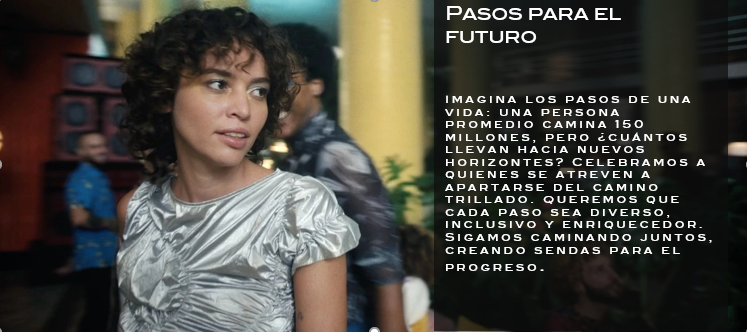 Pasos para el
futuro
Imagina los pasos de una
vida: una persona
promedio camina 150
millones, pero ¿cuántos
llevan hacia nuevos
horizontes? Celebramos a
quienes se atreven a
apartarse del camino
trillado. Queremos que
cada paso sea diverso,
inclusivo y enriquecedor.
Sigamos caminando juntos,
creando sendas para el
progreso.